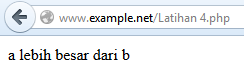 www.example.net/Latihan 4.php
a lebih besar dari b